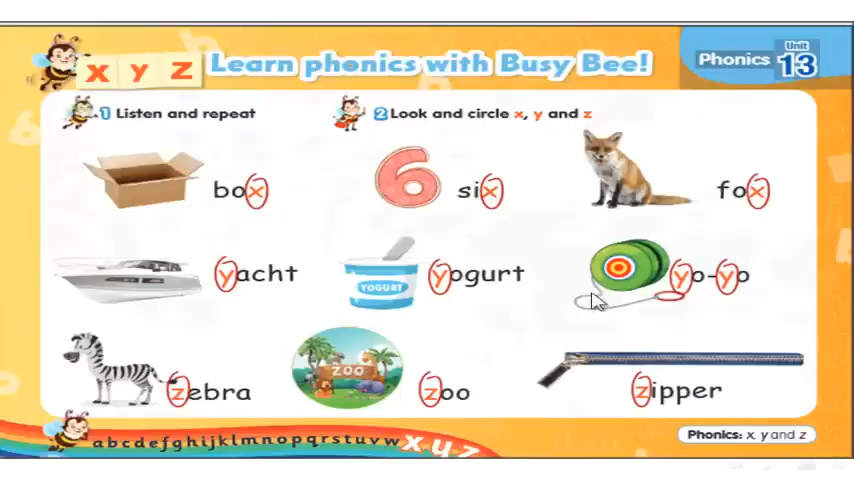 x y z Learn phonics with Busy Bee!
Phonics Unit 13
1 Listen and repeat
2 Look and circle x, y and z
box
six
fox
yacht
YOGURT
yogurt
yo-yo
zebra
ZOO
zoo
zipper
abcdefghijklmnopqrstuvwxyz
Phonics: x, y and z